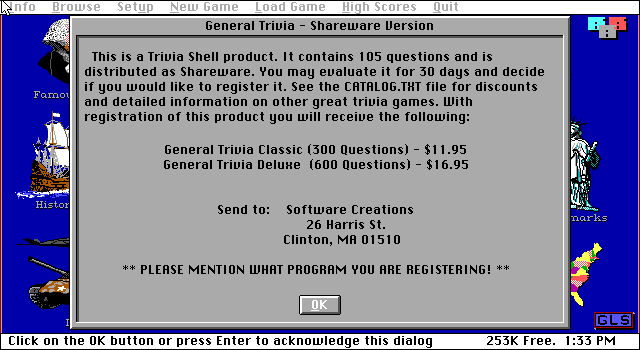 Info Browse Setup New Game Load Game High Scores Quit
General Trivia - Shareware Version
This is a Trivia Shell product. It contains 105 questions and is
distributed as Shareware. You may evaluate it for 30 days and decide
if you would like to register it. See the CATALOG.TXT file for discounts
and detailed information on other great trivia games. With
registration of this product you will receive the following:
General Trivia Classic (300 Questions) - $11.95
General Trivia Deluxe (600 Questions) - $16.95
Send to: Software Creations
26 Harris St.
Clinton, MA 01510
** PLEASE MENTION WHAT PROGRAM YOU ARE REGISTERING! **
OK
Famou
Histor
marks
GLS
Click on the OK button or press Enter to acknowledge this dialog 253K Free. 1:33 PM